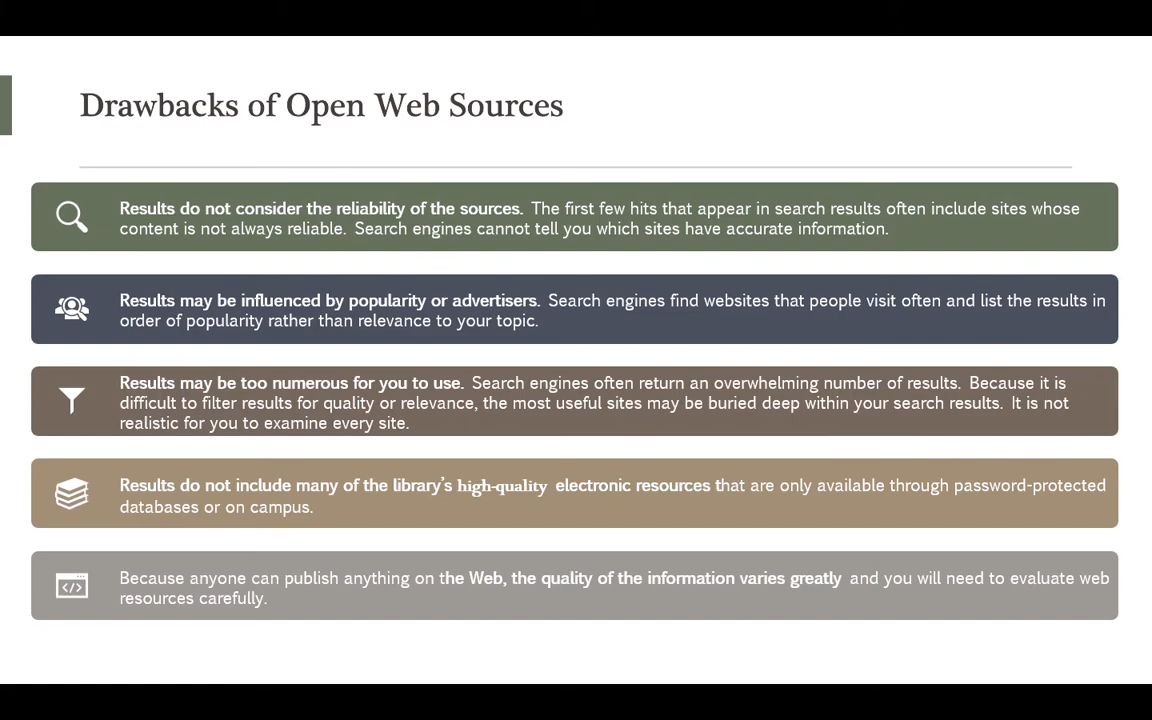 Drawbacks of Open Web Sources
Results do not consider the reliability of the sources. The first few hits that appear in search results often include sites whose
content is not always reliable. Search engines cannot tell you which sites have accurate information.
Results may be influenced by popularity or advertisers. Search engines find websites that people visit often and list the results in
order of popularity rather than relevance to your topic.
Results may be too numerous for you to use. Search engines often return an overwhelming number of results. Because it is
difficult to filter results for quality or relevance, the most useful sites may be buried deep within your search results. It is not
realistic for you to examine every site.
Results do not include many of the library's high-quality electronic resources that are only available through password-protected
databases or on campus.
Because anyone can publish anything on the Web, the quality of the information varies greatly and you will need to evaluate web
resources carefully.